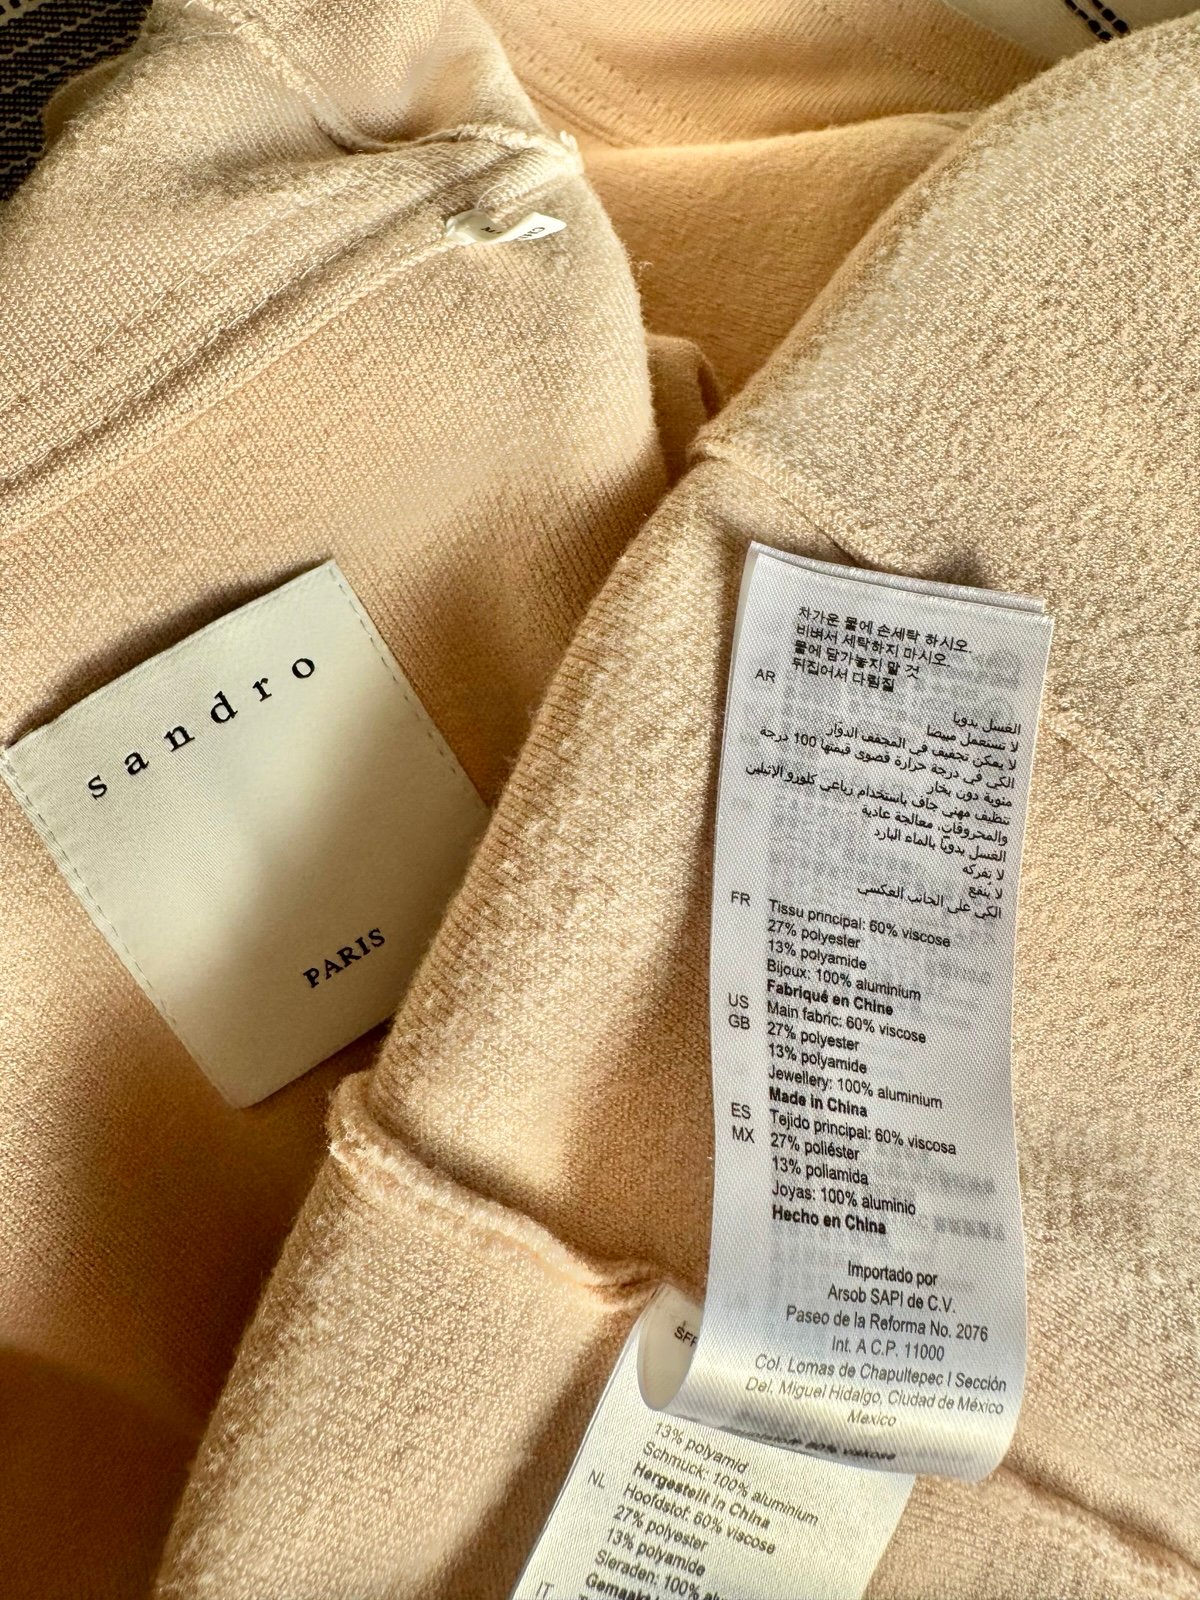 sandro
PARIS
차가운 물에 손세탁 하시오.
비벼서 세탁하지 마시오.
물에 담가놓지 말 것
뒤집어서 다림질
AR
الغسل يدويا
لا تستعمل مبيضا
لا يمكن تجفيف في المجفف الدوّار
الكي في درجة حرارة قصوى قيمتها 100 درجة
مئوية دون بخار
تنظيف مهني جاف باستخدام رباعي كلورو الإتيلين
والمحروقات. معالجة عادية
الغسل يدويًا بالماء البارد
لا تفركه
لا ينقع
الكي على الجانب العكسي
FR Tissu principal: 60% viscose
27% polyester
13% polyamide
Bijoux: 100% aluminium
Fabriqué en Chine
US Main fabric: 60% viscose
GB 27% polyester
13% polyamide
Jewellery: 100% aluminium
Made in China
ES Tejido principal: 60% viscosa
MX 27% poliéster
13% poliamida
Joyas: 100% aluminio
Hecho en China
Importado por
Arsob SAPI de C.V.
Paseo de la Reforma No. 2076
Int. A C.P. 11000
Col. Lomas de Chapultepec I Sección
Del. Miguel Hidalgo, Ciudad de México
Mexico
60% viskose
13% polyamid
Schmuck: 100% aluminium
Hergestellt in China
NL Hoofdstof: 60% viscose
27% polyester
13% polyamide
Sieraden: 100%
IT